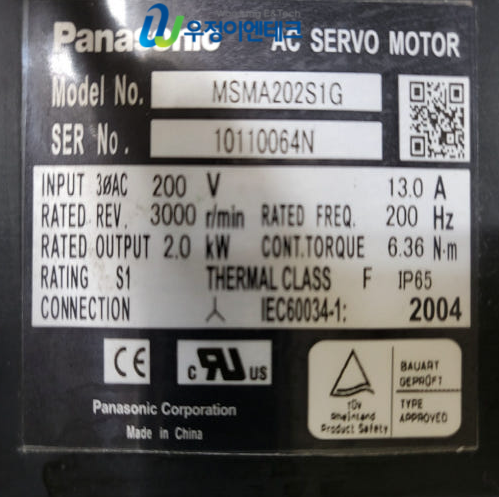 우정이엔테코
Panasonic AC SERVO MOTOR
Model No. MSMA202S1G
SER No. 10110064N
INPUT 3ØAC 200 V 13.0 A
RATED REV. 3000 r/min RATED FREQ. 200 Hz
RATED OUTPUT 2.0 kW CONT.TORQUE 6.36 N·m
RATING S1 THERMAL CLASS F IP65
CONNECTION IEC60034-1: 2004
CE c RU US
TÜV
Rheinland
Product Safety
BAUART
GEPRÜFT
TYPE
APPROVED
Panasonic Corporation
Made in China